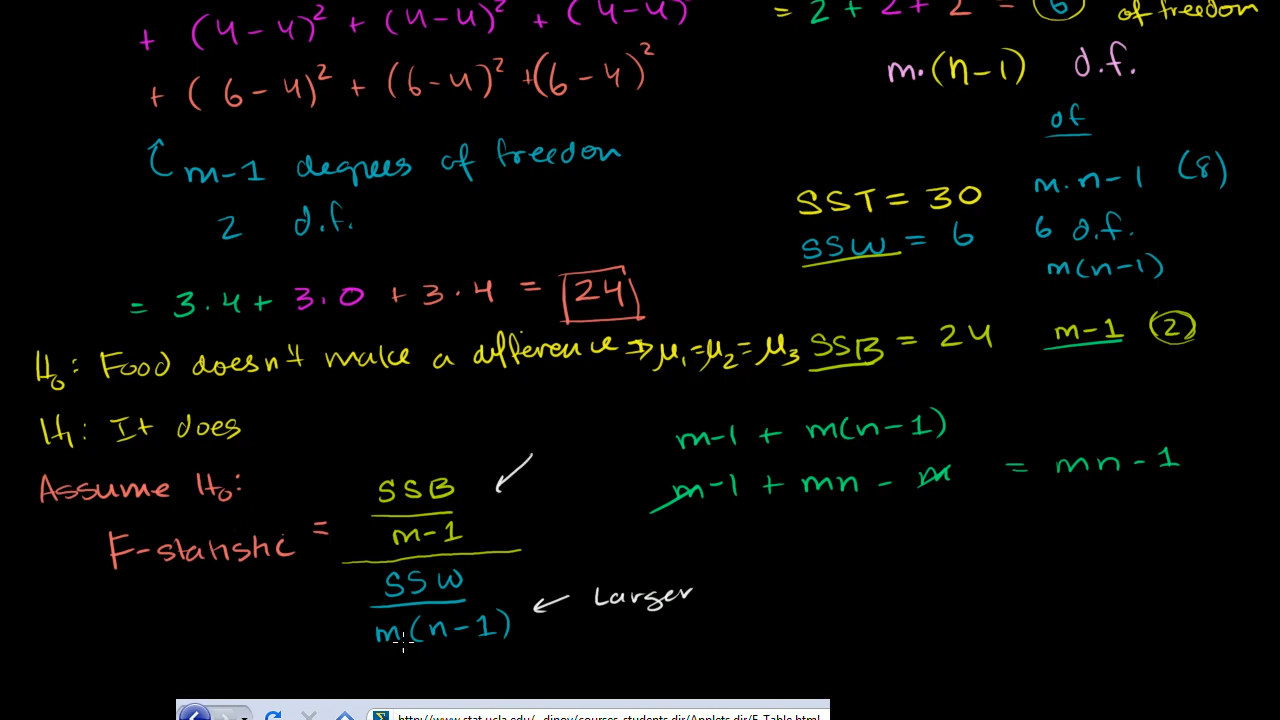 + (4-4)² + (4-4)² + (4-4)²
= 2 + 2 + 2 = 6 of freedom
+ (6-4)² + (6-4)² + (6-4)²
m·(n-1) d.f.
m-1 degrees of freedom
2 d.f.
of
SST = 30 m·n-1 (8)
SSW = 6 6 d.f.
m(n-1)
= 3·4 + 3·0 + 3·4 = 24
SSB = 24 m-1 2
H₀: Food doesn't make a difference ⇒ μ₁=μ₂=μ₃
H₁: It does
m-1 + m(n-1)
m-1 + mn - m = mn-1
Assume H₀:
F-statistic =
SSB
m-1
SSW
m(n-1)
← Larger